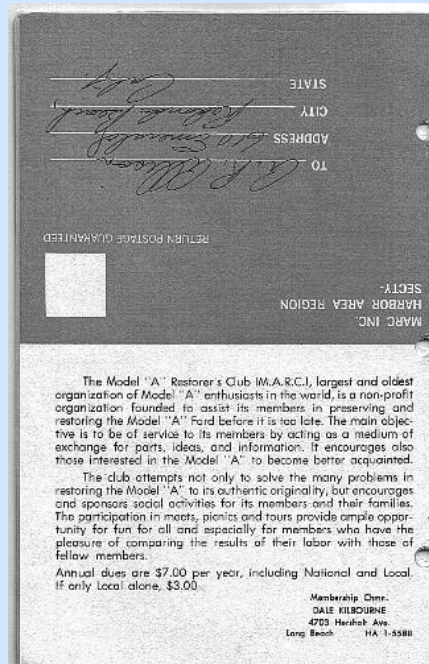 MARC INC.
HARBOR AREA REGION
SECTY-
RETURN POSTAGE GUARANTEED
TO A.R. Allison
ADDRESS 610 Emerald
CITY Redondo Beach,
STATE Calif
The Model "A" Restorer's Club (M.A.R.C.), largest and oldest
organization of Model "A" enthusiasts in the world, is a non-profit
organization founded to assist its members in preserving and
restoring the Model "A" Ford before it is too late. The main objec-
tive is to be of service to its members by acting as a medium of
exchange for parts, ideas, and information. It encourages also
those interested in the Model "A" to become better acquainted.
The club attempts not only to solve the many problems in
restoring the Model "A" to its authentic originality, but encourages
and sponsors social activities for its members and their families.
The participation in meets, picnics and tours provide ample oppor-
tunity for fun for all and especially for members who have the
pleasure of comparing the results of their labor with those of
fellow members.
Annual dues are $7.00 per year, including National and Local.
If only Local alone, $3.00
Membership Chmn.
DALE KILBOURNE
4703 Hersholt Ave.
Long Beach HA 1-5588